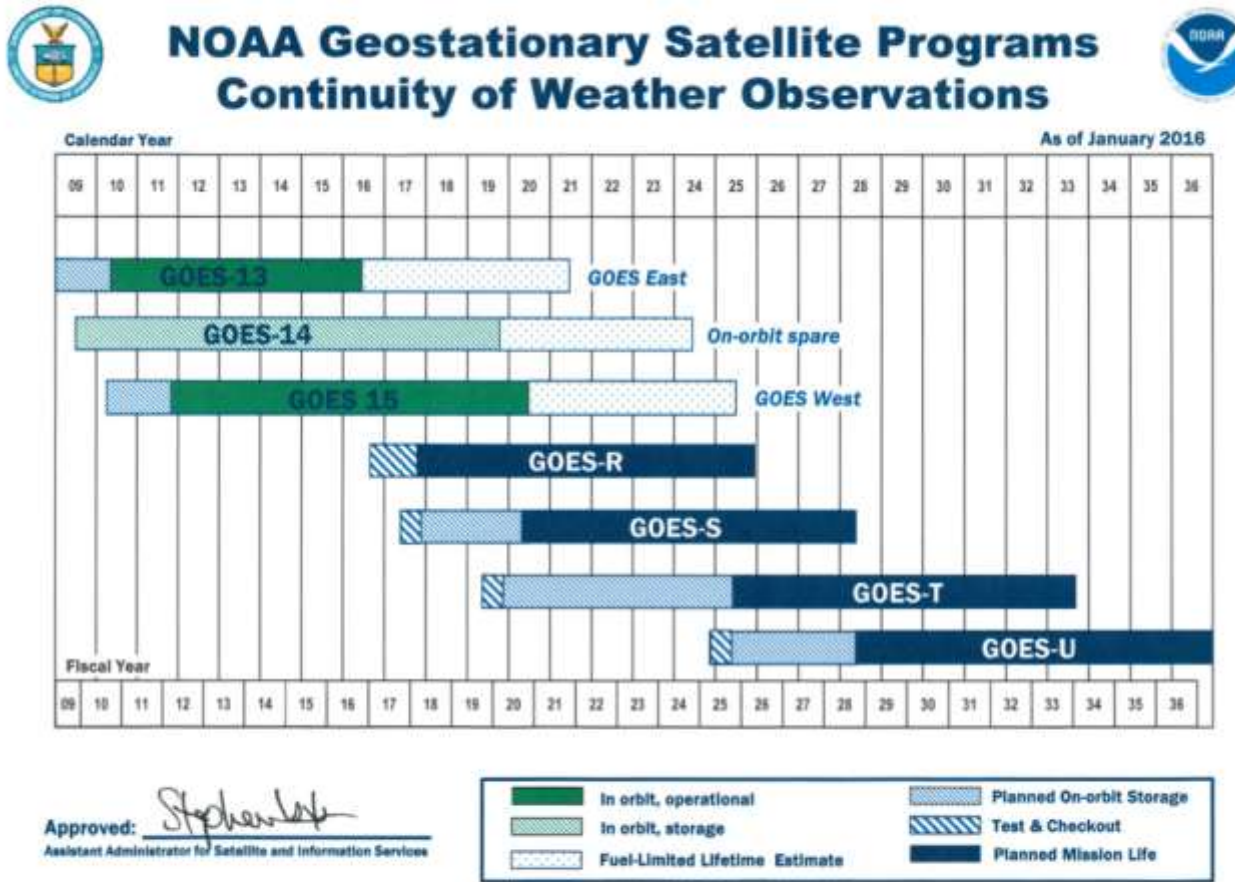 NOAA Geostationary Satellite Programs
Continuity of Weather Observations
NOAA
Calendar Year
As of January 2016
09 10 11 12 13 14 15 16 17 18 19 20 21 22 23 24 25 26 27 28 29 30 31 32 33 34 35 36
GOES-13
GOES East
GOES-14
On-orbit spare
GOES 15
GOES West
GOES-R
GOES-S
GOES-T
GOES-U
Fiscal Year
09 10 11 12 13 14 15 16 17 18 19 20 21 22 23 24 25 26 27 28 29 30 31 32 33 34 35 36
Approved:
Assistant Administrator for Satellite and Information Services
In orbit, operational
In orbit, storage
Fuel-Limited Lifetime Estimate
Planned On-orbit Storage
Test & Checkout
Planned Mission Life